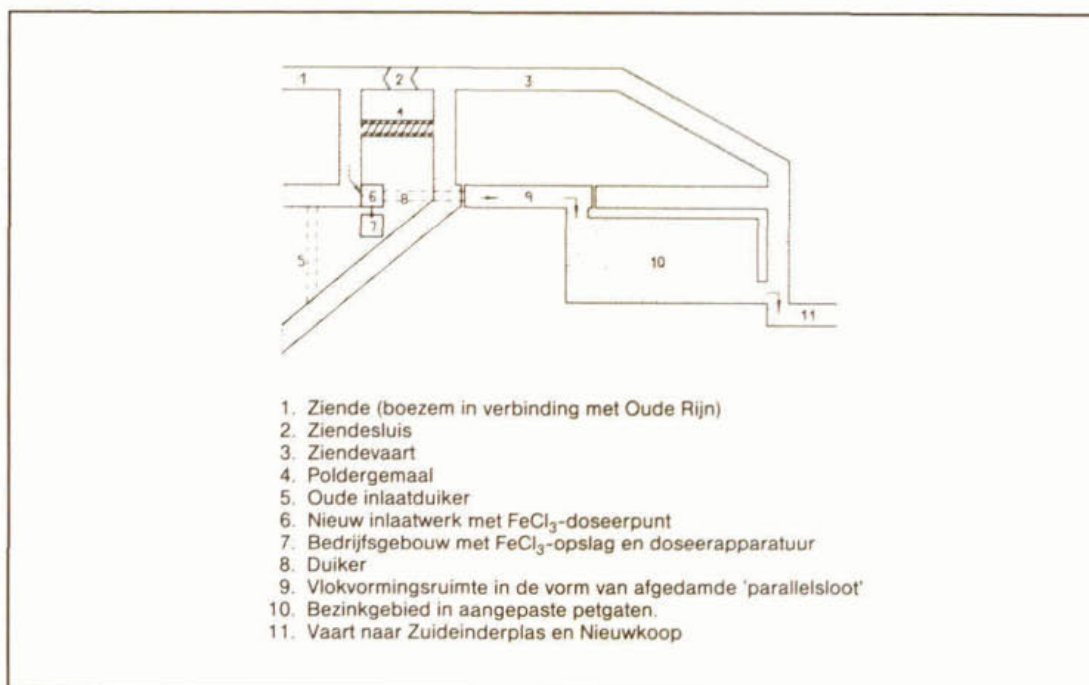 1
2
3
4
6
8
9
7
5
10
11
1. Ziende (boezem in verbinding met Oude Rijn)
2. Ziendesluis
3. Ziendevaart
4. Poldergemaal
5. Oude inlaatduiker
6. Nieuw inlaatwerk met FeCl₃-doseerpunt
7. Bedrijfsgebouw met FeCl₃-opslag en doseerapparatuur
8. Duiker
9. Vlokvormingsruimte in de vorm van afgedamde 'parallelsloot'
10. Bezinkgebied in aangepaste petgaten.
11. Vaart naar Zuideinderplas en Nieuwkoop